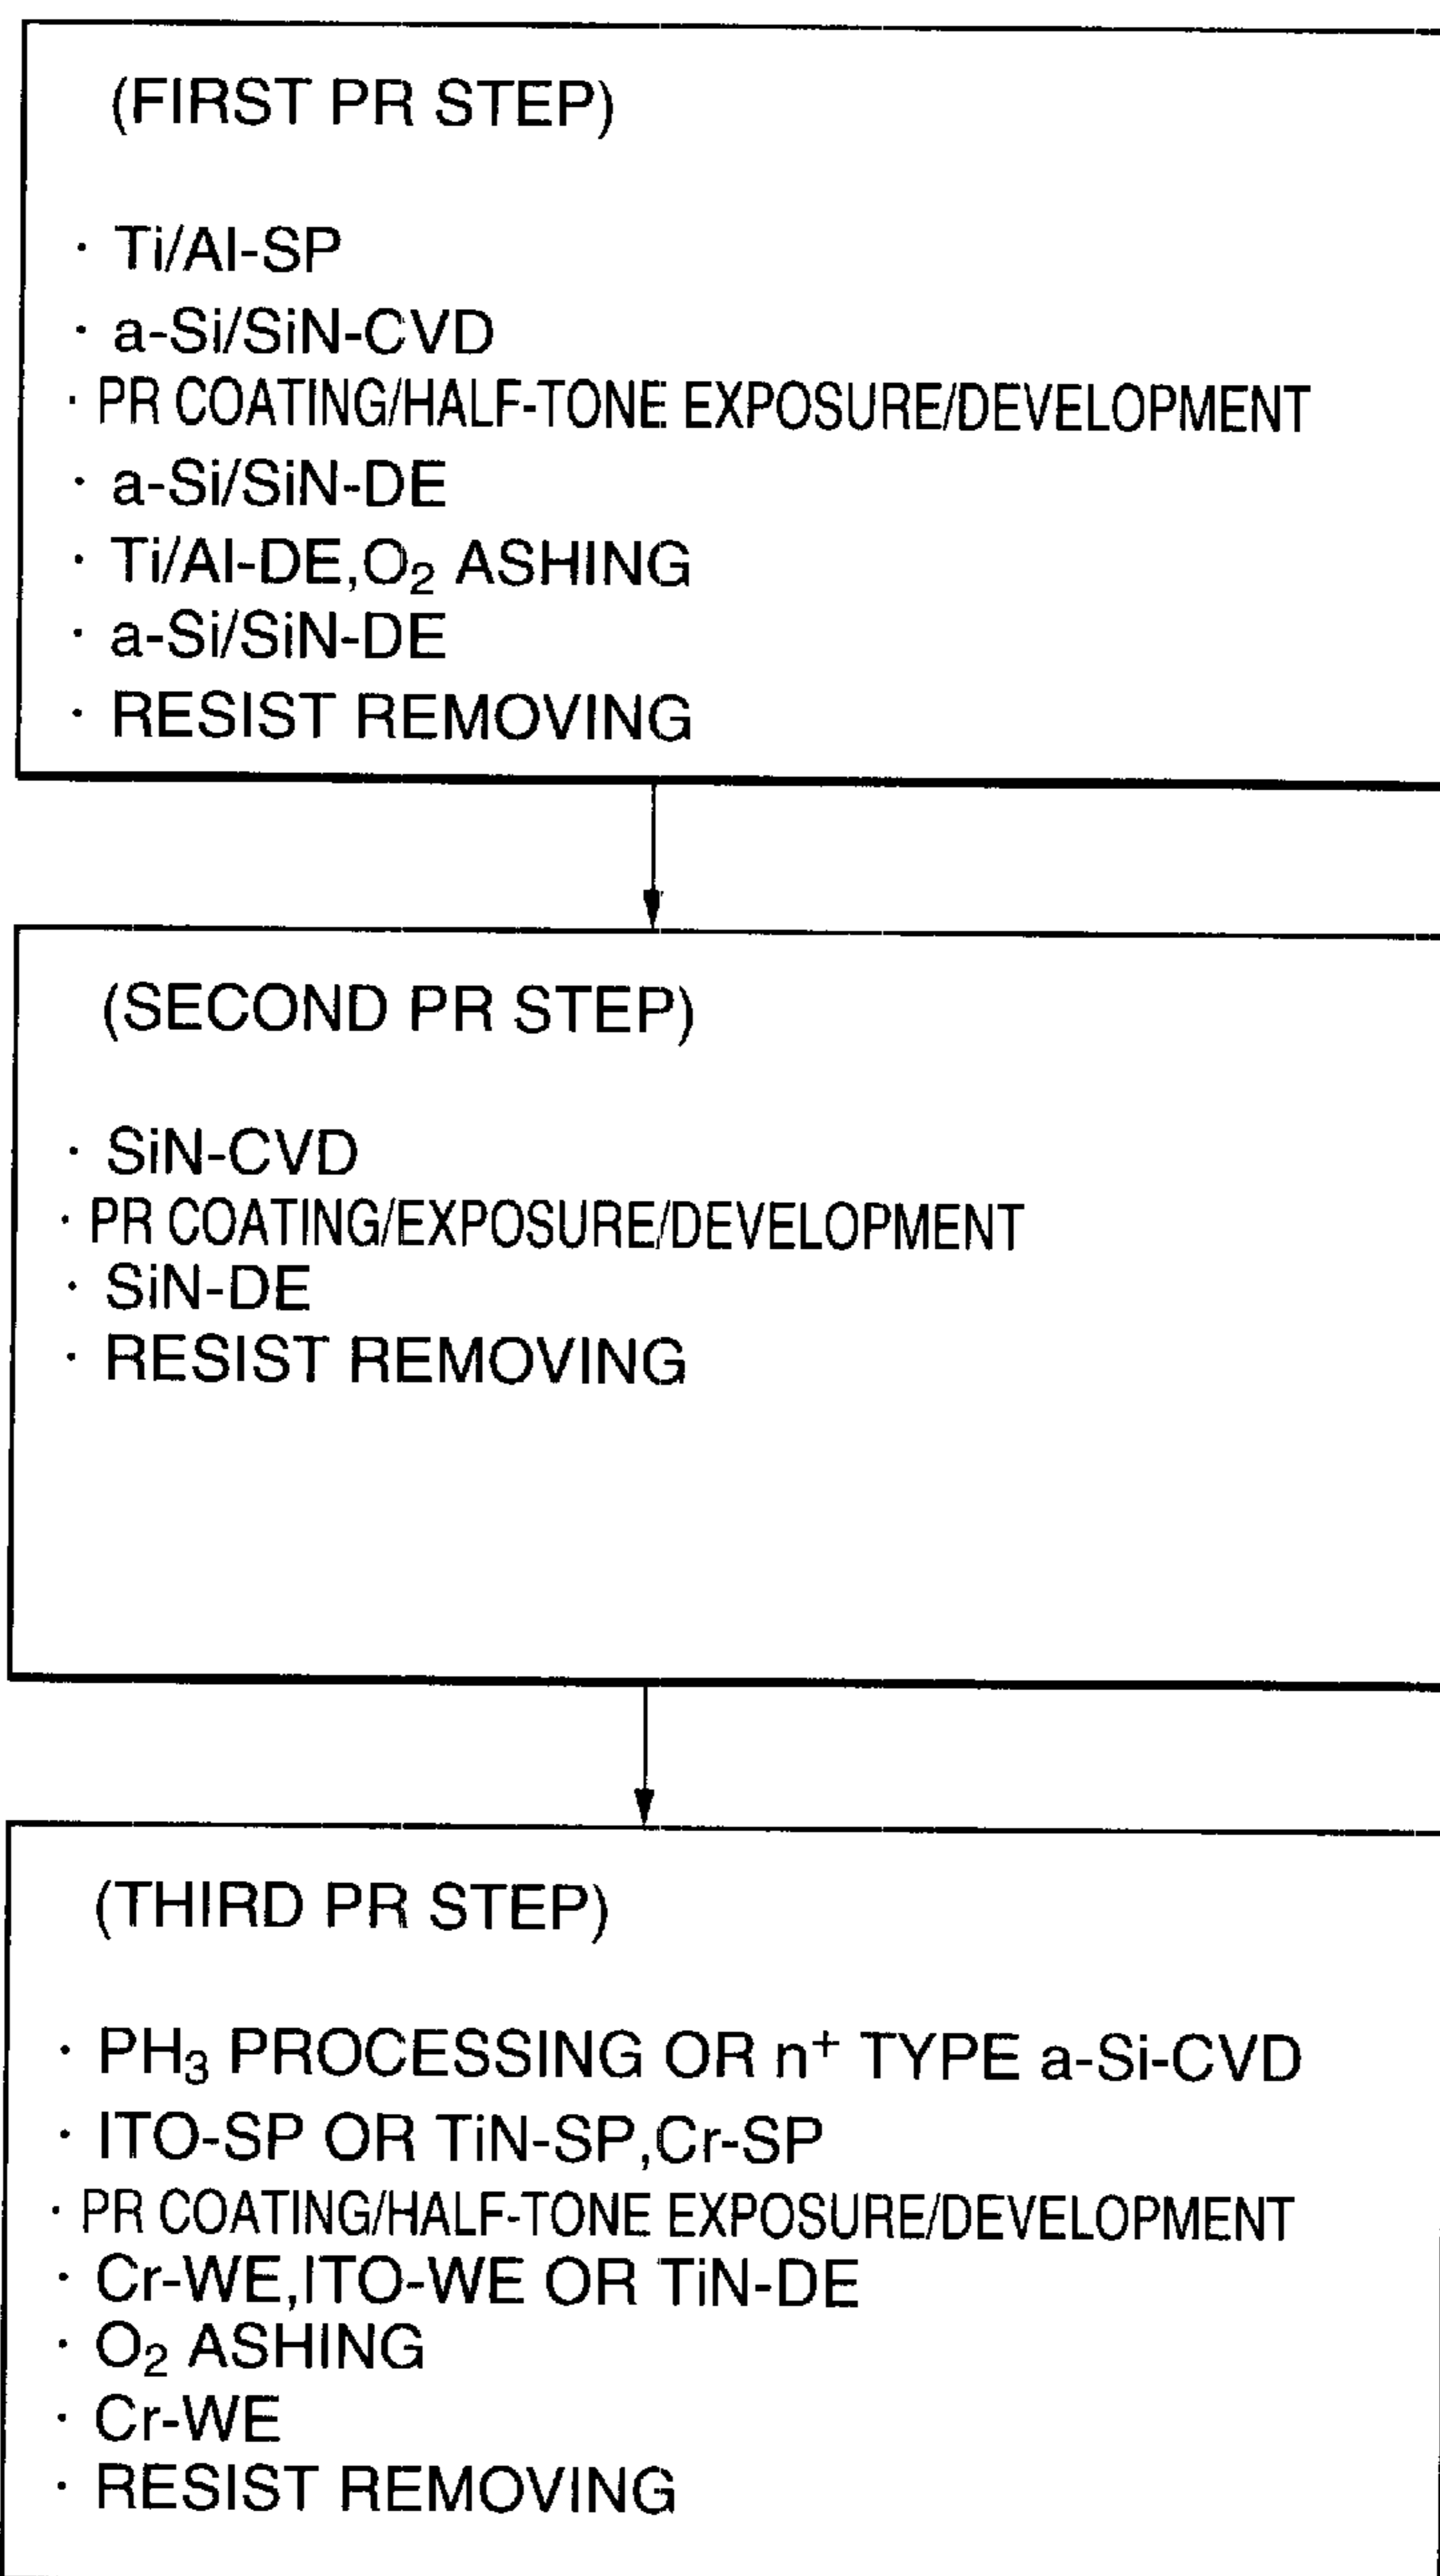 (FIRST PR STEP)
· Ti/Al-SP
· a-Si/SiN-CVD
· PR COATING/HALF-TONE EXPOSURE/DEVELOPMENT
· a-Si/SiN-DE
· Ti/Al-DE,O₂ ASHING
· a-Si/SiN-DE
· RESIST REMOVING
(SECOND PR STEP)
· SiN-CVD
· PR COATING/EXPOSURE/DEVELOPMENT
· SiN-DE
· RESIST REMOVING
(THIRD PR STEP)
· PH₃ PROCESSING OR n⁺ TYPE a-Si-CVD
· ITO-SP OR TiN-SP,Cr-SP
· PR COATING/HALF-TONE EXPOSURE/DEVELOPMENT
· Cr-WE,ITO-WE OR TiN-DE
· O₂ ASHING
· Cr-WE
· RESIST REMOVING